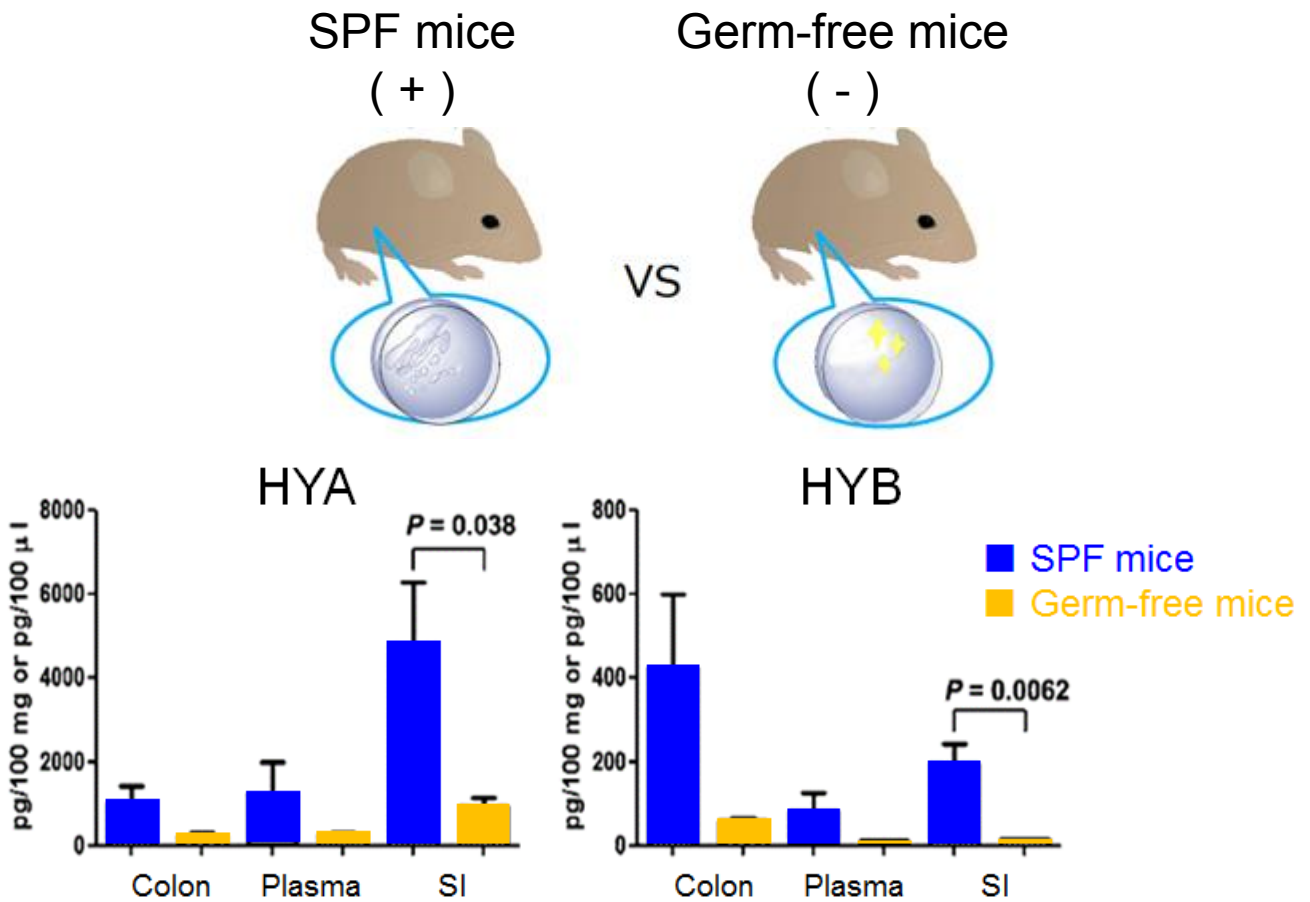 SPF mice
( + )
Germ-free mice
( - )
VS
HYA
pg/100 mg or pg/100 µ l
8000
6000
4000
2000
0
P = 0.038
Colon
Plasma
SI
HYB
pg/100 mg or pg/100 µ l
800
600
400
200
0
P = 0.0062
Colon
Plasma
SI
SPF mice
Germ-free mice